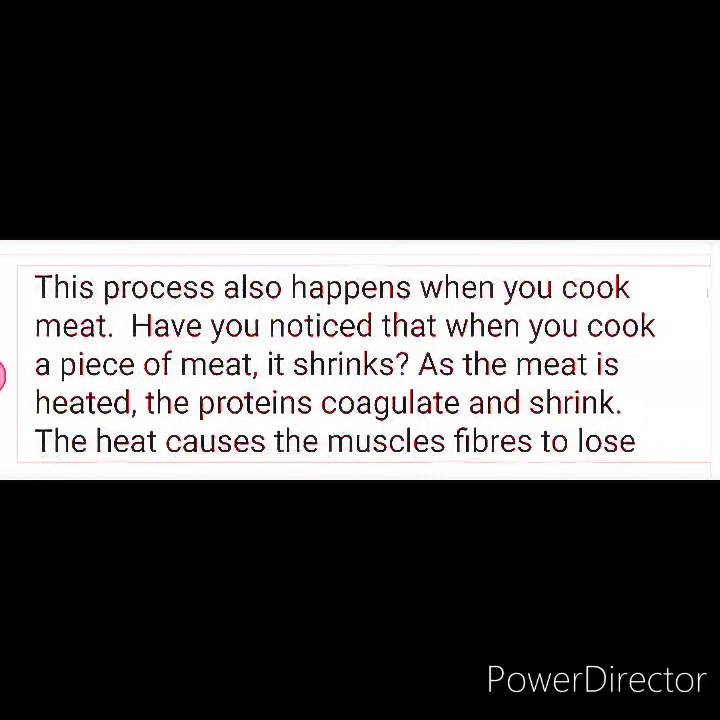 This process also happens when you cook
meat.  Have you noticed that when you cook
a piece of meat, it shrinks? As the meat is
heated, the proteins coagulate and shrink.
The heat causes the muscles fibres to lose
PowerDirector